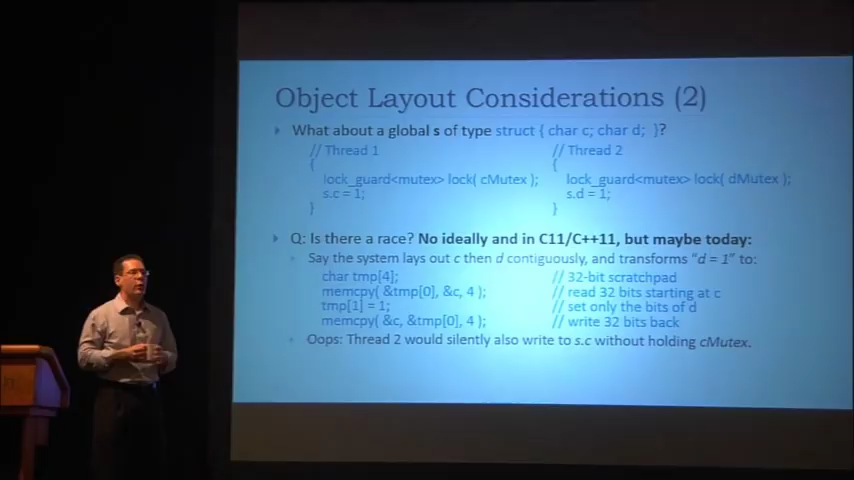 Object Layout Considerations (2)
What about a global s of type struct { char c; char d; }?
// Thread 1
{
lock_guard<mutex> lock( cMutex );
s.c = 1;
}
// Thread 2
{
lock_guard<mutex> lock( dMutex );
s.d = 1;
}
Q: Is there a race? No ideally and in C11/C++11, but maybe today:
Say the system lays out c then d contiguously, and transforms "d = 1" to:
char tmp[4]; // 32-bit scratchpad
memcpy( &tmp[0], &c, 4 ); // read 32 bits starting at c
tmp[1] = 1; // set only the bits of d
memcpy( &c, &tmp[0], 4 ); // write 32 bits back
Oops: Thread 2 would silently also write to s.c without holding cMutex.